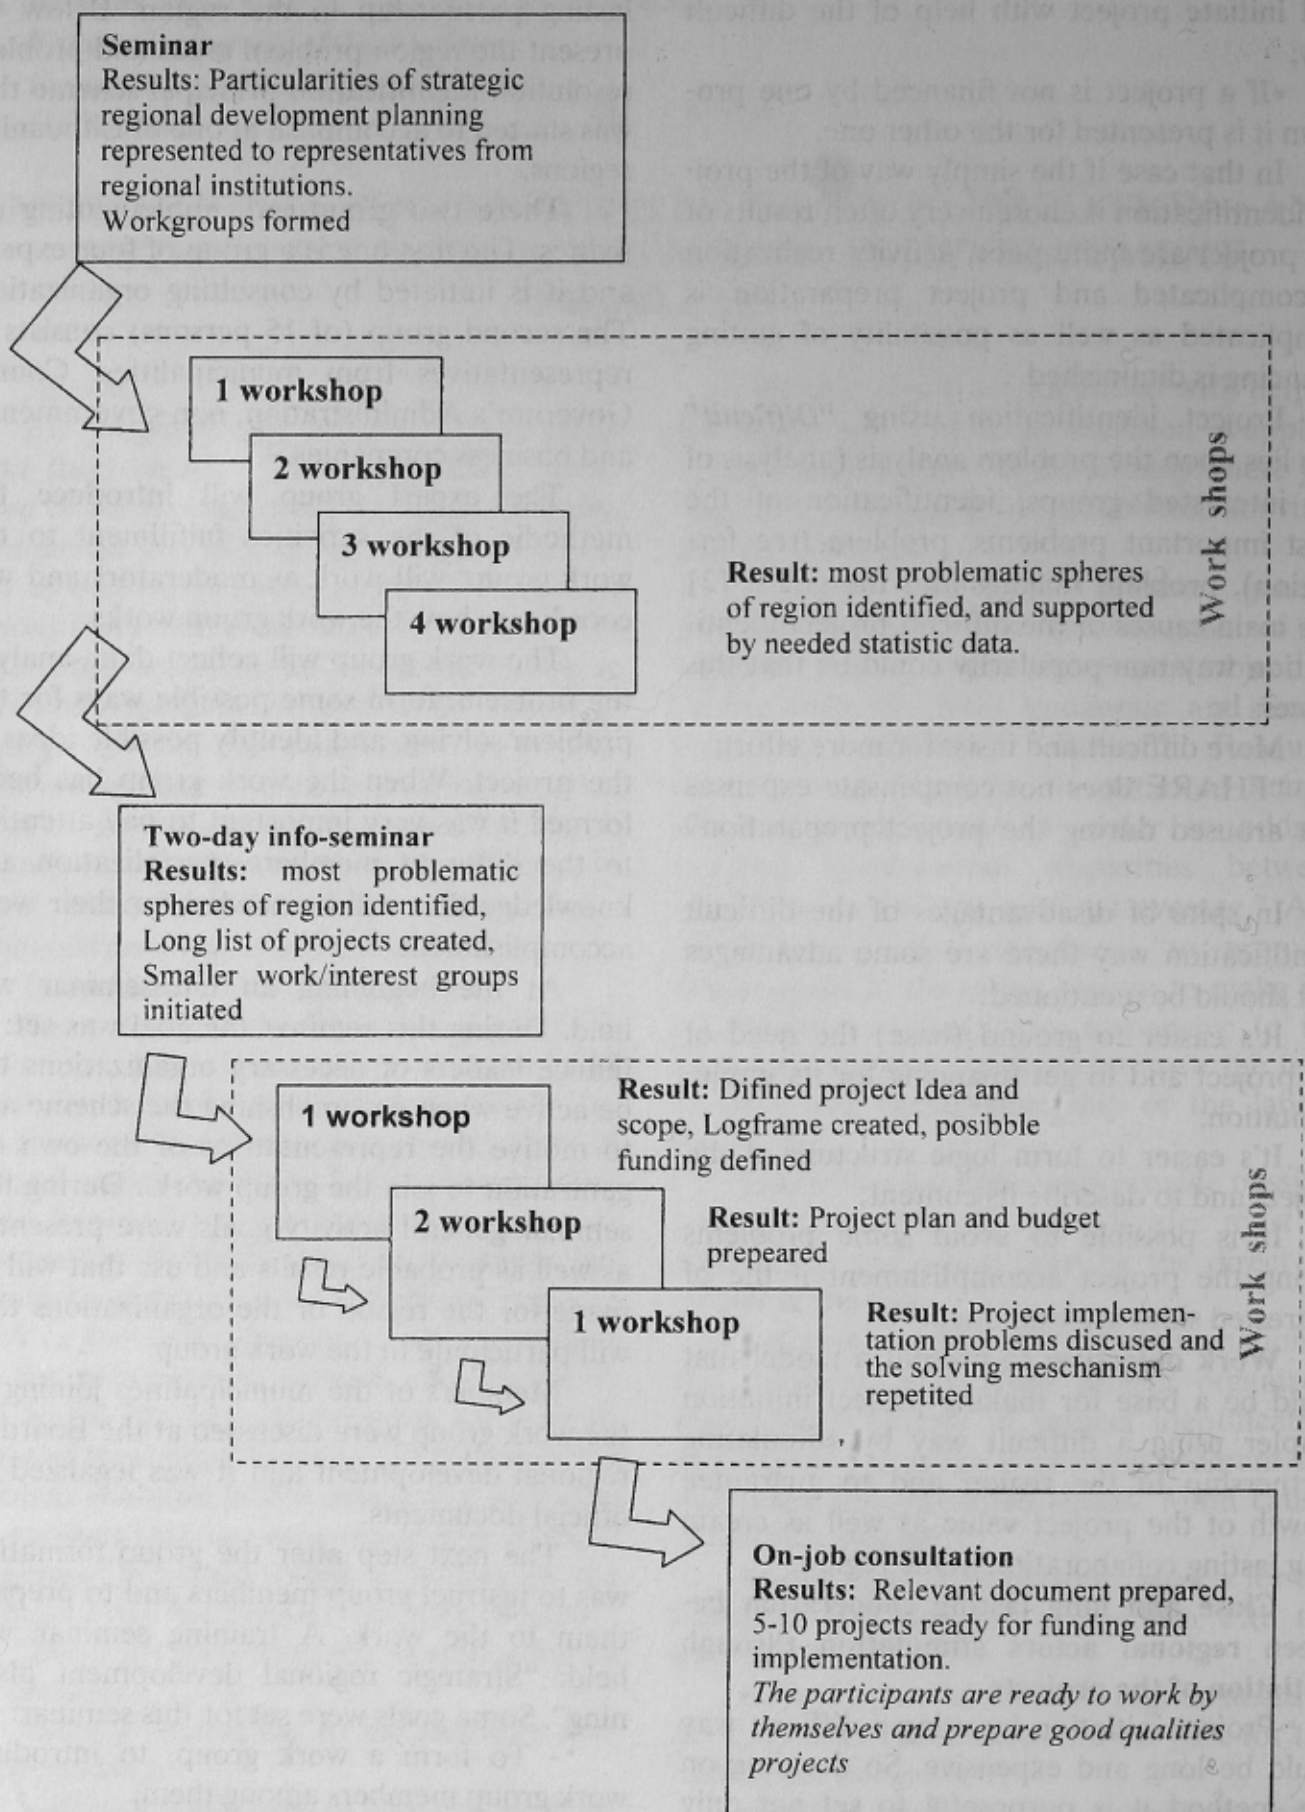 Seminar
Results: Particularities of strategic
regional development planning
represented to representatives from
regional institutions.
Workgroups formed
1 workshop
2 workshop
3 workshop
4 workshop
Result: most problematic spheres
of region identified, and supported
by needed statistic data.
Work shops
Two-day info-seminar
Results: most problematic
spheres of region identified,
Long list of projects created,
Smaller work/interest groups
initiated
1 workshop
Result: Difined project Idea and
scope, Logframe created, posibble
funding defined
2 workshop
Result: Project plan and budget
prepeared
1 workshop
Result: Project implemen-
tation problems discused and
the solving meschanism
repetited
Work shops
On-job consultation
Results: Relevant document prepared,
5-10 projects ready for funding and
implementation.
The participants are ready to work by
themselves and prepare good qualities
projects